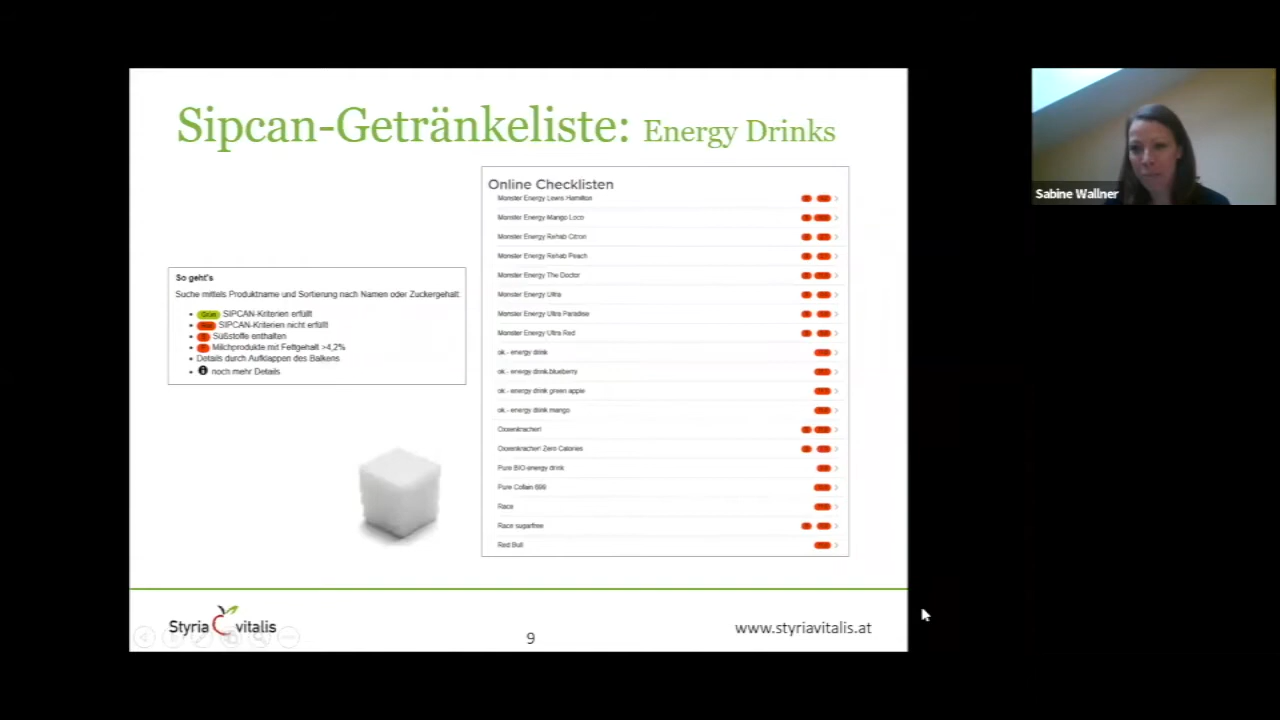 Sipcan-Getränkeliste: Energy Drinks
So geht's
Suche mittels Produktname und Sortierung nach Namen oder Zuckergehalt
Grün SIPCAN-Kriterien erfüllt
SIPCAN-Kriterien nicht erfüllt
Süßstoffe enthalten
Milchprodukte mit Fettgehalt >4,2%
Details durch Aufklappen des Balkens
noch mehr Details
Online Checklisten
Monster Energy Lewis Hamilton
Monster Energy Mango Loco
Monster Energy Rehab Citron
Monster Energy Rehab Peach
Monster Energy The Doctor
Monster Energy Ultra
Monster Energy Ultra Paradise
Monster Energy Ultra Red
ok.- energy drink
ok.- energy drink blueberry
ok.- energy drink green apple
ok.- energy drink mango
Oxxenkracherl
Oxxenkracherl Zero Calories
Pure BIO-energy drink
Pure
Race
Race sugarfree
Red Bull
Styria vitalis
9
www.styriavitalis.at
Sabine Wallner